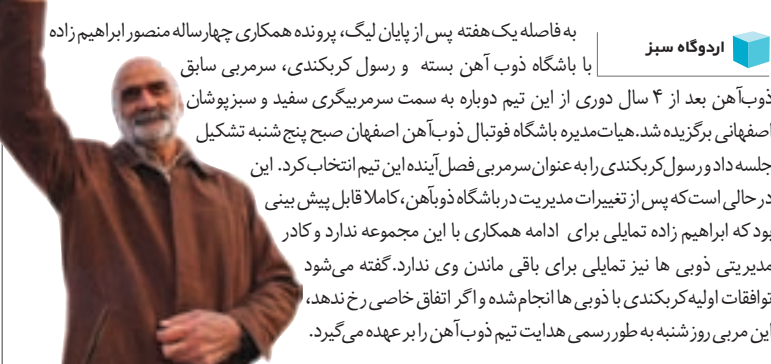 اردوگاه سبز
به فاصله یک هفته پس از پایان لیگ، پرونده همکاری چهارساله منصور ابراهیم زاده
با باشگاه ذوب آهن بسته و رسول کربکندی، سرمربی سابق
ذوب‌آهن بعد از ۴ سال دوری از این تیم دوباره به سمت سرمربیگری سفید و سبزپوشان
اصفهانی برگزیده شد. هیات‌مدیره باشگاه فوتبال ذوب‌آهن اصفهان صبح پنج شنبه تشکیل
جلسه داد و رسول کربکندی را به عنوان سرمربی فصل آینده این تیم انتخاب کرد. این
در حالی است که پس از تغییرات مدیریت در باشگاه ذوبآهن، کاملا قابل پیش بینی
بود که ابراهیم زاده تمایلی برای ادامه همکاری با این مجموعه ندارد و کادر
مدیریتی ذوبی ها نیز تمایلی برای باقی ماندن وی ندارد. گفته می‌شود
توافقات اولیه کربکندی با ذوبی ها انجام شده و اگر اتفاق خاصی رخ ندهد،
این مربی روز شنبه به طور رسمی هدایت تیم ذوب‌آهن را بر عهده می‌گیرد.